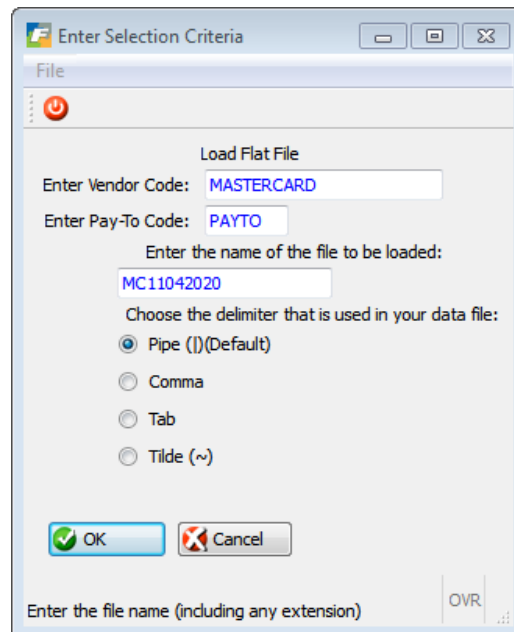 Enter Selection Criteria
File
Load Flat File
Enter Vendor Code: MASTERCARD
Enter Pay-To Code: PAYTO
Enter the name of the file to be loaded:
MC11042020
Choose the delimiter that is used in your data file:
Pipe (|)(Default)
Comma
Tab
Tilde (~)
OK Cancel
Enter the file name (including any extension) OVR